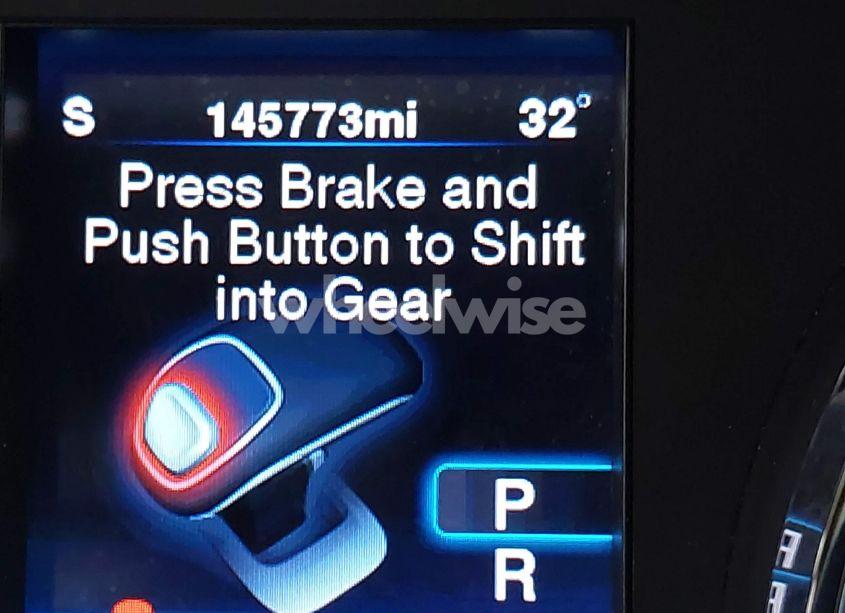 S 145773mi 32°
Press Brake and
Push Button to Shift
into Gear
wheelwise
P
R